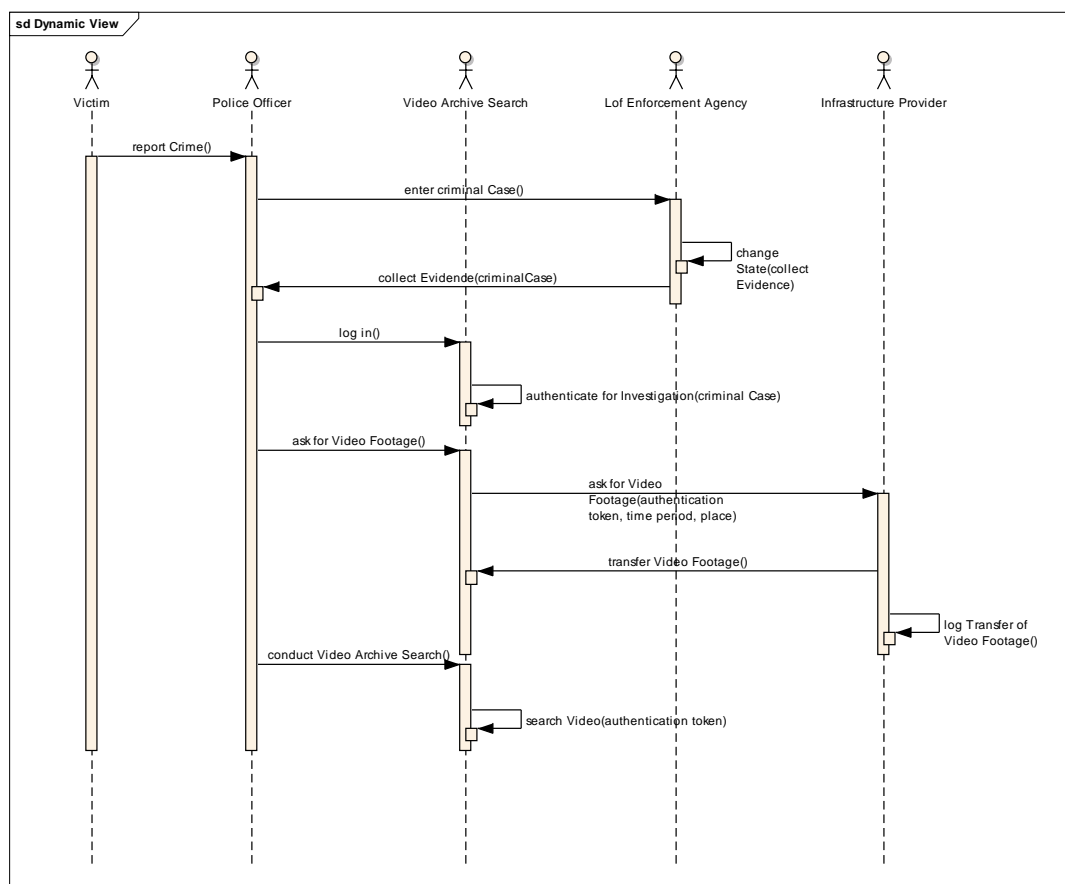 sd Dynamic View
Victim
Police Officer
Video Archive Search
Lof Enforcement Agency
Infrastructure Provider
report Crime()
enter criminal Case()
change
State(collect
Evidence)
collect Evidence(criminalCase)
log in()
authenticate for Investigation(criminal Case)
ask for Video Footage()
ask for Video
Footage(authentication
token, time period, place)
transfer Video Footage()
log Transfer of
Video Footage()
conduct Video Archive Search()
search Video(authentication token)